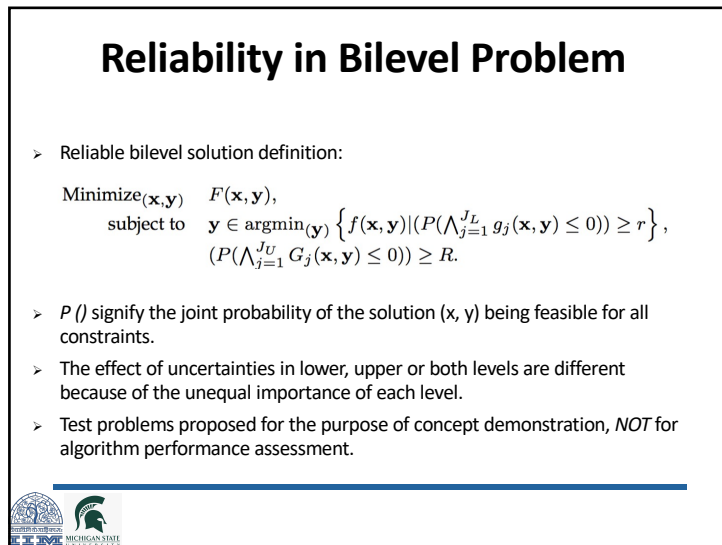 Reliability in Bilevel Problem
➢ Reliable bilevel solution definition:
Minimize₍𝐱,𝐲₎ F(𝐱, 𝐲),
subject to 𝐲 ∈ argmin₍𝐲₎ {f(𝐱, 𝐲)|(P(⋀_{j=1}^{J_L} g_j(𝐱, 𝐲) ≤ 0)) ≥ r},
(P(⋀_{j=1}^{J_U} G_j(𝐱, 𝐲) ≤ 0)) ≥ R.
➢ P () signify the joint probability of the solution (x, y) being feasible for all
constraints.
➢ The effect of uncertainties in lower, upper or both levels are different
because of the unequal importance of each level.
➢ Test problems proposed for the purpose of concept demonstration, NOT for
algorithm performance assessment.
IIM
MICHIGAN STATE
UNIVERSITY